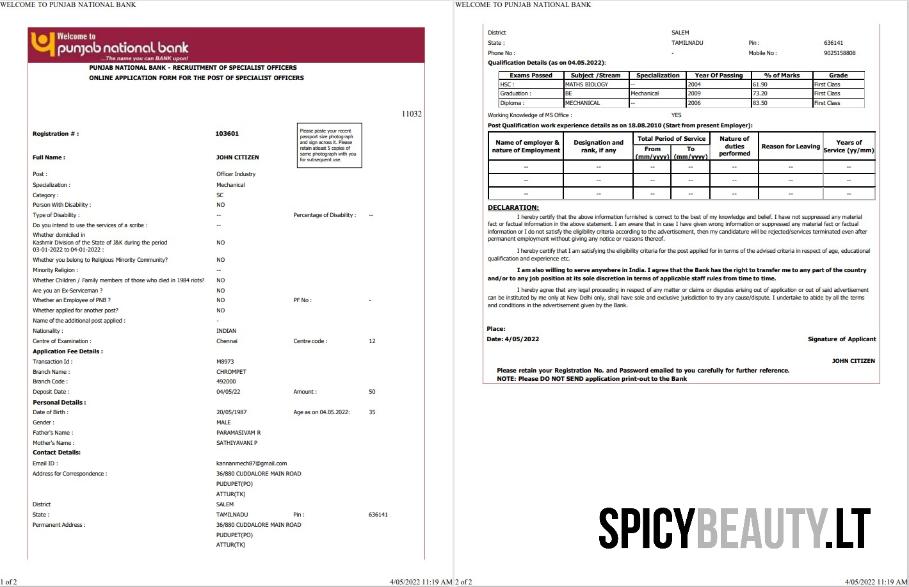 WELCOME TO PUNJAB NATIONAL BANK
Welcome to
punjab national bank
...The name you can BANK upon!
PUNJAB NATIONAL BANK - RECRUITMENT OF SPECIALIST OFFICERS
ONLINE APPLICATION FORM FOR THE POST OF SPECIALIST OFFICERS
11032
Registration # : 103601
Please paste your recent
passport size photograph
and sign across it. Please
retain atleast 5 copies of
same photograph with you
for subsequent use.
Full Name : JOHN CITIZEN
Post : Officer Industry
Specialization : Mechanical
Category : SC
Person With Disability : NO
Type of Disability : -- Percentage of Disability : --
Do you intend to use the services of a scribe : --
Whether domiciled in
Kashmir Division of the State of J&K during the period NO
03-01-2022 to 04-01-2022 :
Whether you belong to Religious Minority Community? NO
Minority Religion : --
Whether Children / Family members of those who died in 1984 riots? NO
Are you an Ex-Serviceman ? NO
Whether an Employee of PNB ? NO PF No : -
Whether applied for another post? NO
Name of the additional post applied : -
Nationality : INDIAN
Centre of Examination : Chennai Centre code : 12
Application Fee Details :
Transaction Id : M8973
Branch Name : CHROMPET
Branch Code : 492000
Deposit Date : 04/05/22 Amount : 50
Personal Details :
Date of Birth : 20/05/1987 Age as on 04.05.2022: 35
Gender : MALE
Father's Name : PARAMASIVAM R
Mother's Name : SATHIYAVANI P
Contact Details:
Email ID : kannanmech87@gmail.com
Address for Correspondence : 36/880 CUDDALORE MAIN ROAD
PUDUPET(PO)
ATTUR(TK)
District SALEM
State : TAMILNADU Pin : 636141
Permanent Address : 36/880 CUDDALORE MAIN ROAD
PUDUPET(PO)
ATTUR(TK)
1 of 2 4/05/2022 11:19 AM
WELCOME TO PUNJAB NATIONAL BANK
District SALEM
State : TAMILNADU Pin : 636141
Phone No : - Mobile No : 9025158808
Qualification Details (as on 04.05.2022):
Exams Passed Subject /Stream Specialization Year Of Passing % of Marks Grade
HSC : MATHS BIOLOGY -- 2004 61.90 First Class
Graduation : BE Mechanical 2009 73.20 First Class
Diploma : MECHANICAL -- 2006 83.50 First Class
Working Knowledge of MS Office : YES
Post Qualification work experience details as on 18.08.2010 (Start from present Employer):
Name of employer & nature of Employment Designation and rank, if any Total Period of Service From (mm/yyyy) To (mm/yyyy) Nature of duties performed Reason for Leaving Years of Service (yy/mm)
-- -- -- -- -- -- --
-- -- -- -- -- -- --
-- -- -- -- -- -- --
DECLARATION:
I hereby certify that the above information furnished is correct to the best of my knowledge and belief. I have not suppressed any material
fact or factual information in the above statement. I am aware that in case I have given wrong information or suppressed any material fact or factual
information or I do not satisfy the eligibility criteria according to the advertisement, then my candidature will be rejected/services terminated even after
permanent employment without giving any notice or reasons thereof.
I hereby certify that I am satisfying the eligibility criteria for the post applied for in terms of the advised criteria in respect of age, educational
qualification and experience etc.
I am also willing to serve anywhere in India. I agree that the Bank has the right to transfer me to any part of the country
and/or to any job position at its sole discretion in terms of applicable staff rules from time to time.
I hereby agree that any legal proceeding in respect of any matter or claims or disputes arising out of application or out of said advertisement
can be instituted by me only at New Delhi only, shall have sole and exclusive jurisdiction to try any cause/dispute. I undertake to abide by all the terms
and conditions in the advertisement given by the Bank.
Place:
Date: 4/05/2022 Signature of Applicant
JOHN CITIZEN
Please retain your Registration No. and Password emailed to you carefully for further reference.
NOTE: Please DO NOT SEND application print-out to the Bank
SPICYBEAUTY.LT
4/05/2022 11:19 AM
2 of 2